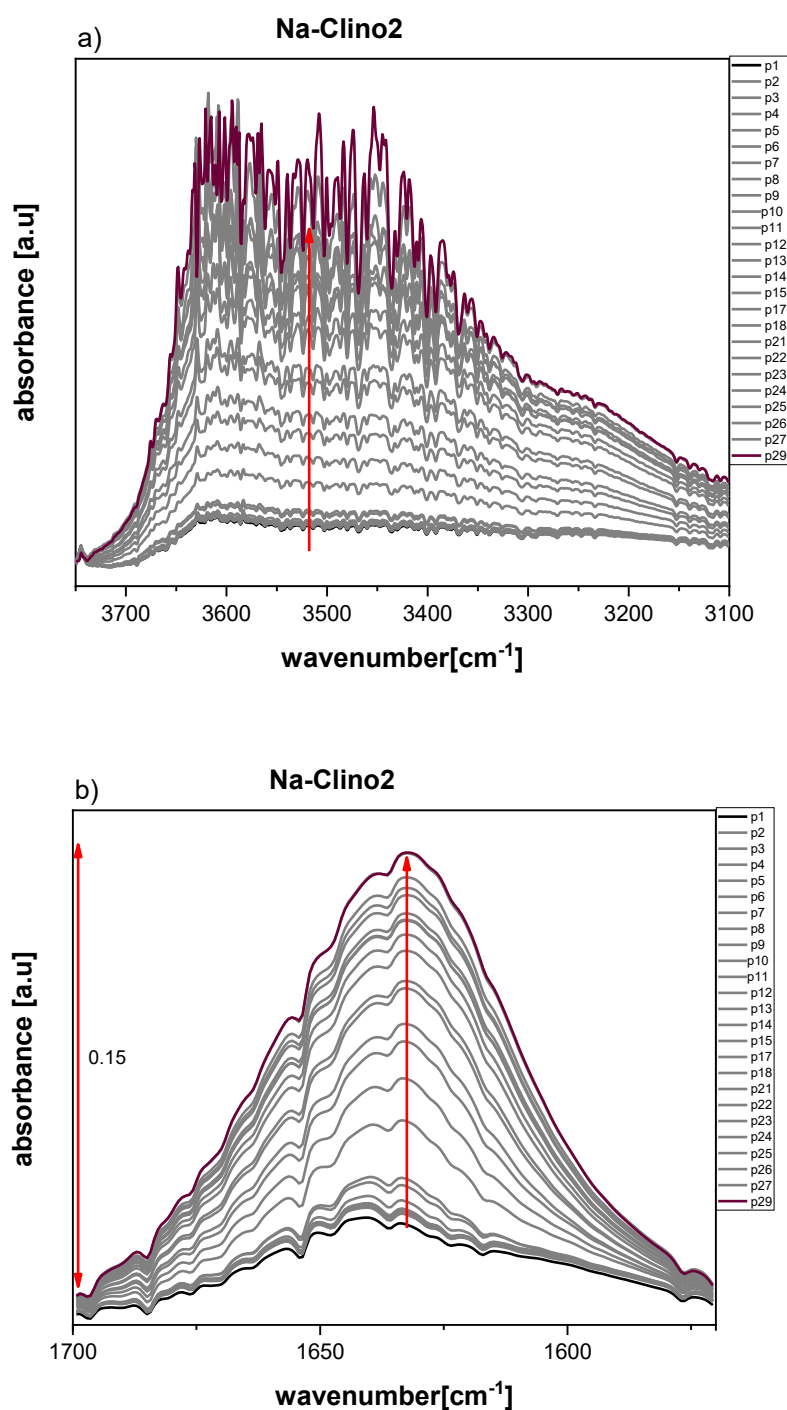 a)
Na-Clino2
absorbance [a.u]
3700 3600 3500 3400 3300 3200 3100
wavenumber[cm⁻¹]
p1
p2
p3
p4
p5
p6
p7
p8
p9
p10
p11
p12
p13
p14
p15
p17
p18
p21
p22
p23
p24
p25
p26
p27
p29
b)
Na-Clino2
absorbance [a.u]
0.15
1700 1650 1600
wavenumber[cm⁻¹]
p1
p2
p3
p4
p5
p6
p7
p8
p9
p10
p11
p12
p13
p14
p15
p17
p18
p21
p22
p23
p24
p25
p26
p27
p29